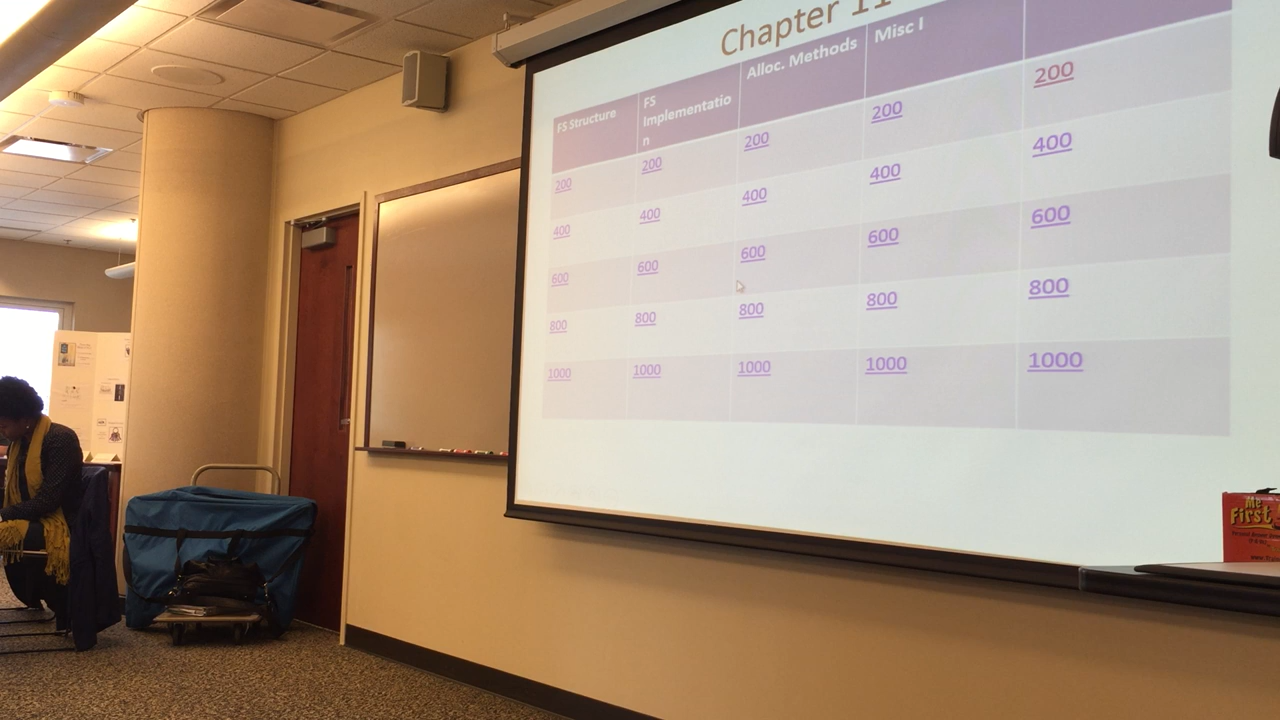 Chapter 11
FS Structure
FS
Implementatio
n
Alloc. Methods
Misc I
200 200 200 200 200
400 400 400 400 400
600 600 600 600 600
800 800 800 800 800
1000 1000 1000 1000 1000
Me
First